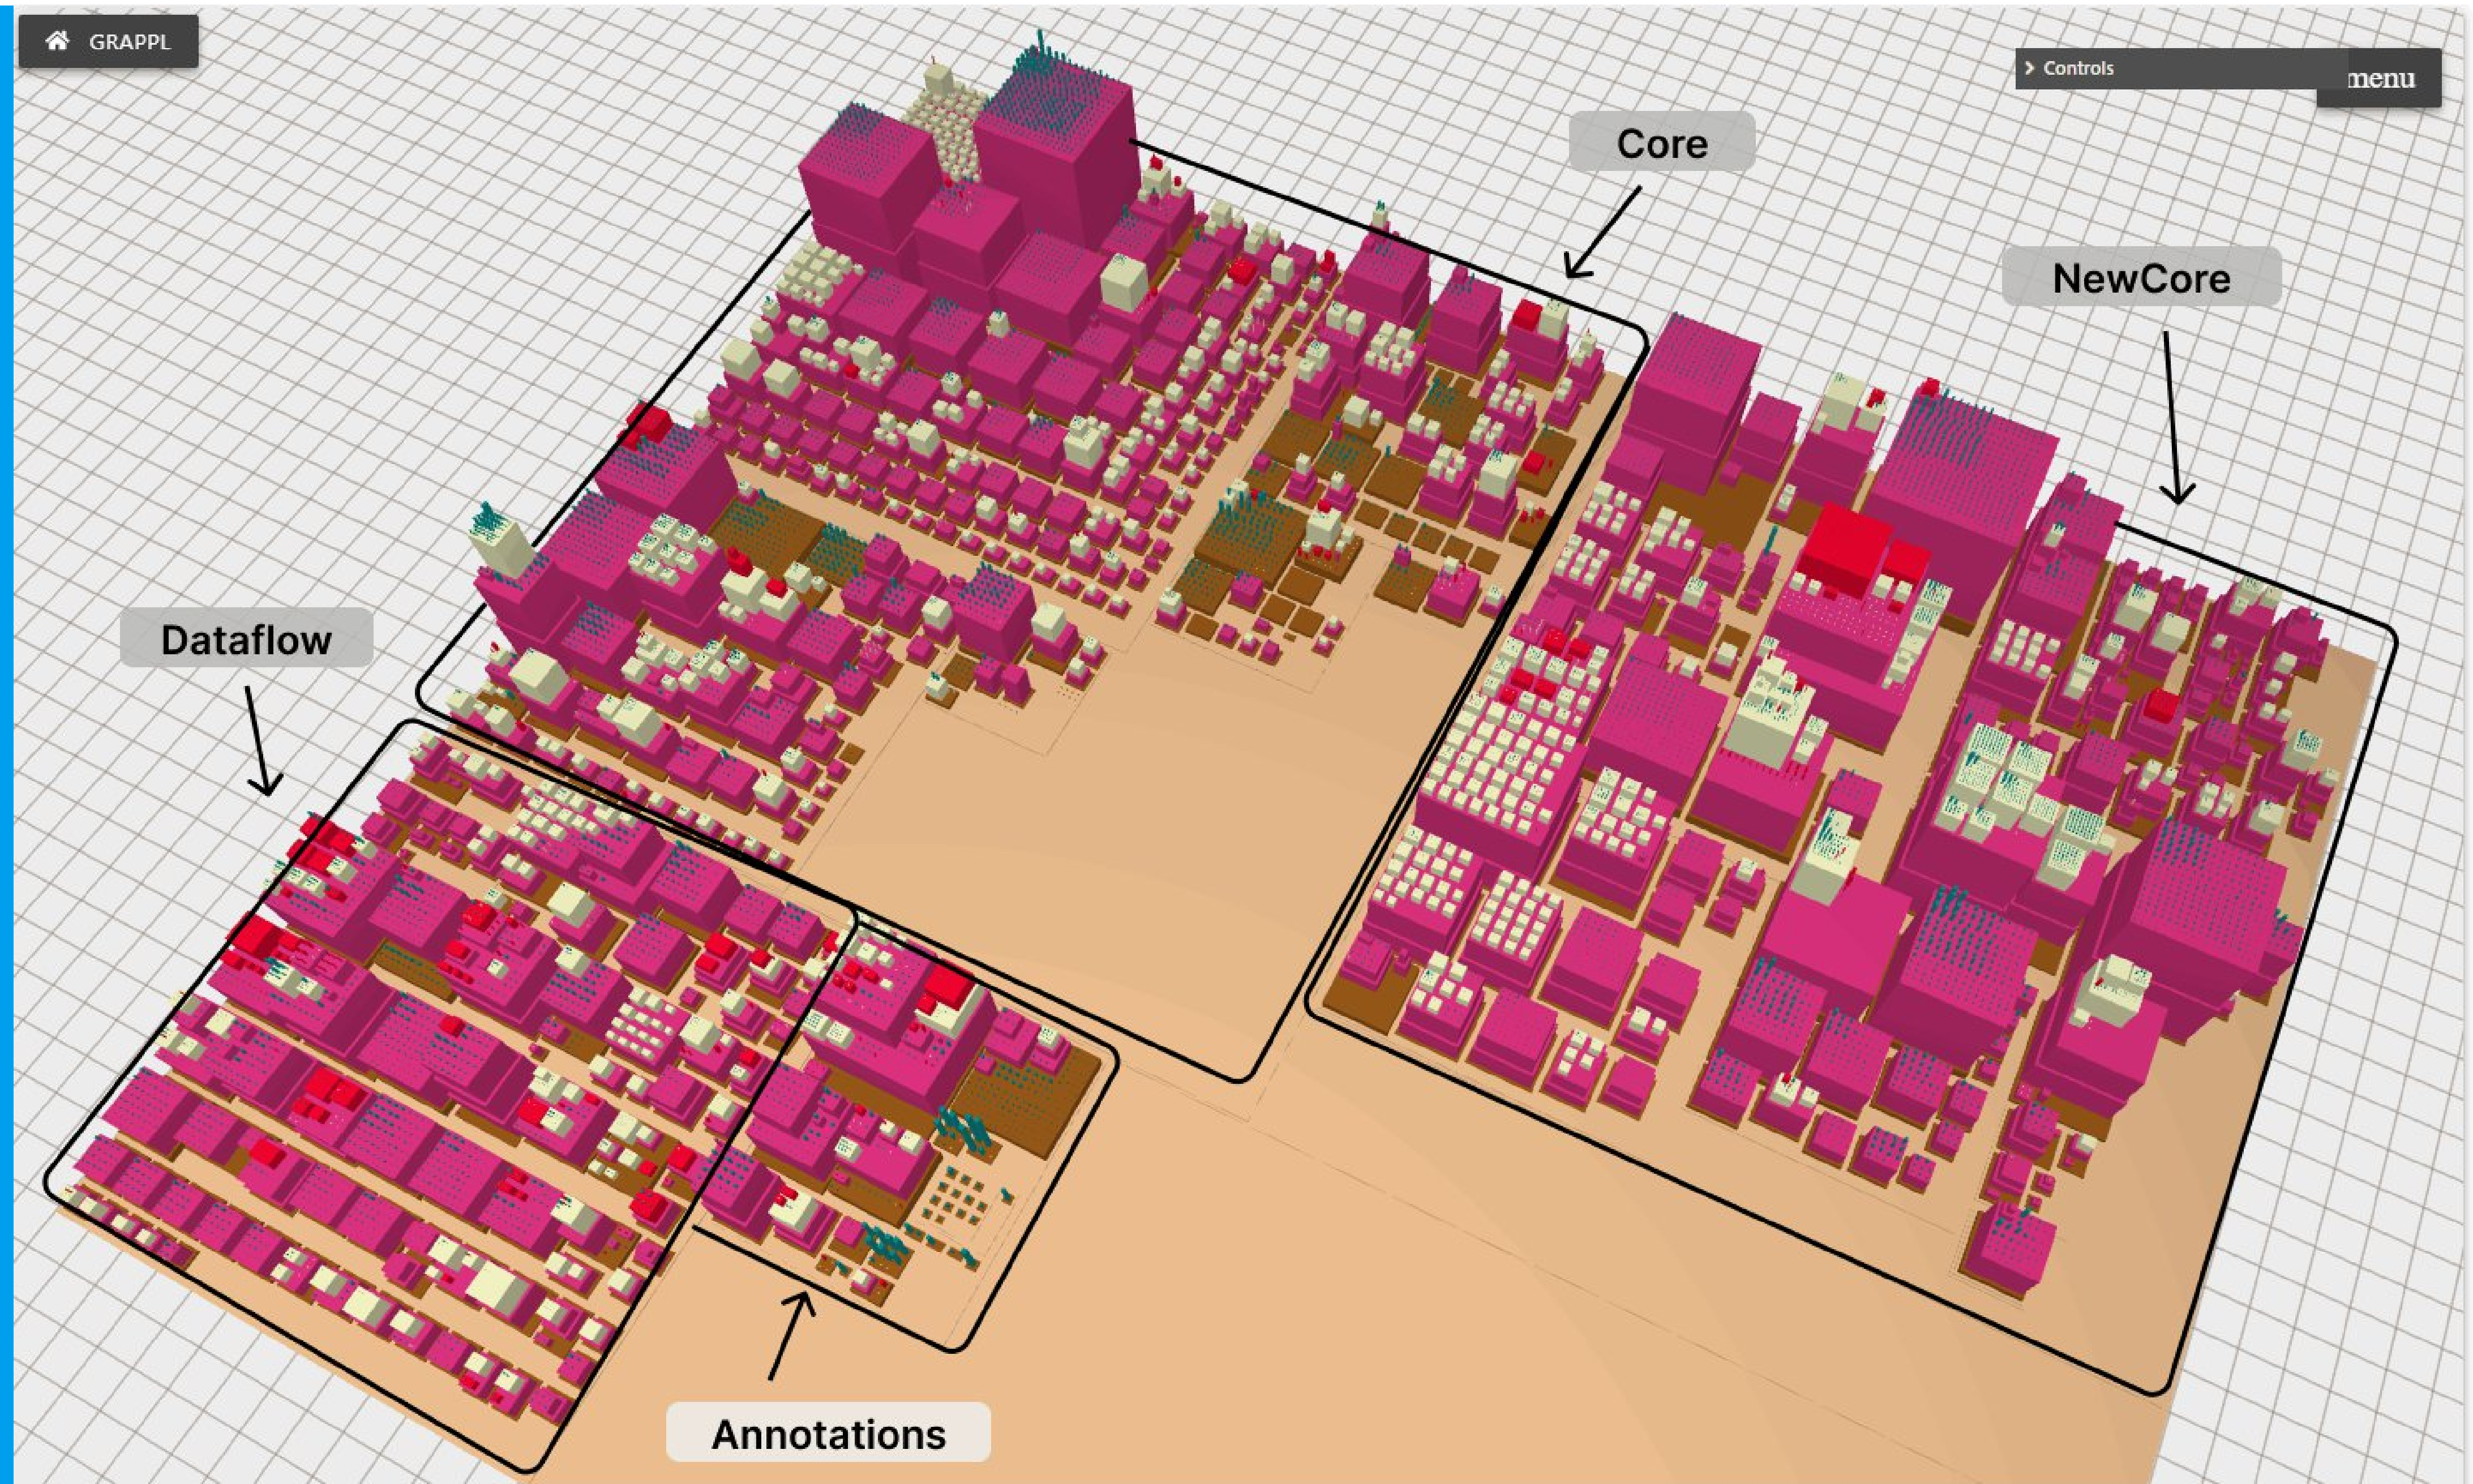 GRAPPL
Controls
menu
Core
NewCore
Dataflow
Annotations